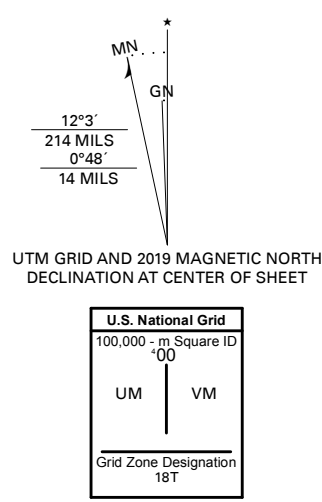 ★
MN
GN
12°3´
214 MILS
0°48´
14 MILS
UTM GRID AND 2019 MAGNETIC NORTH
DECLINATION AT CENTER OF SHEET
U.S. National Grid
100,000 - m Square ID
⁴00
UM VM
Grid Zone Designation
18T